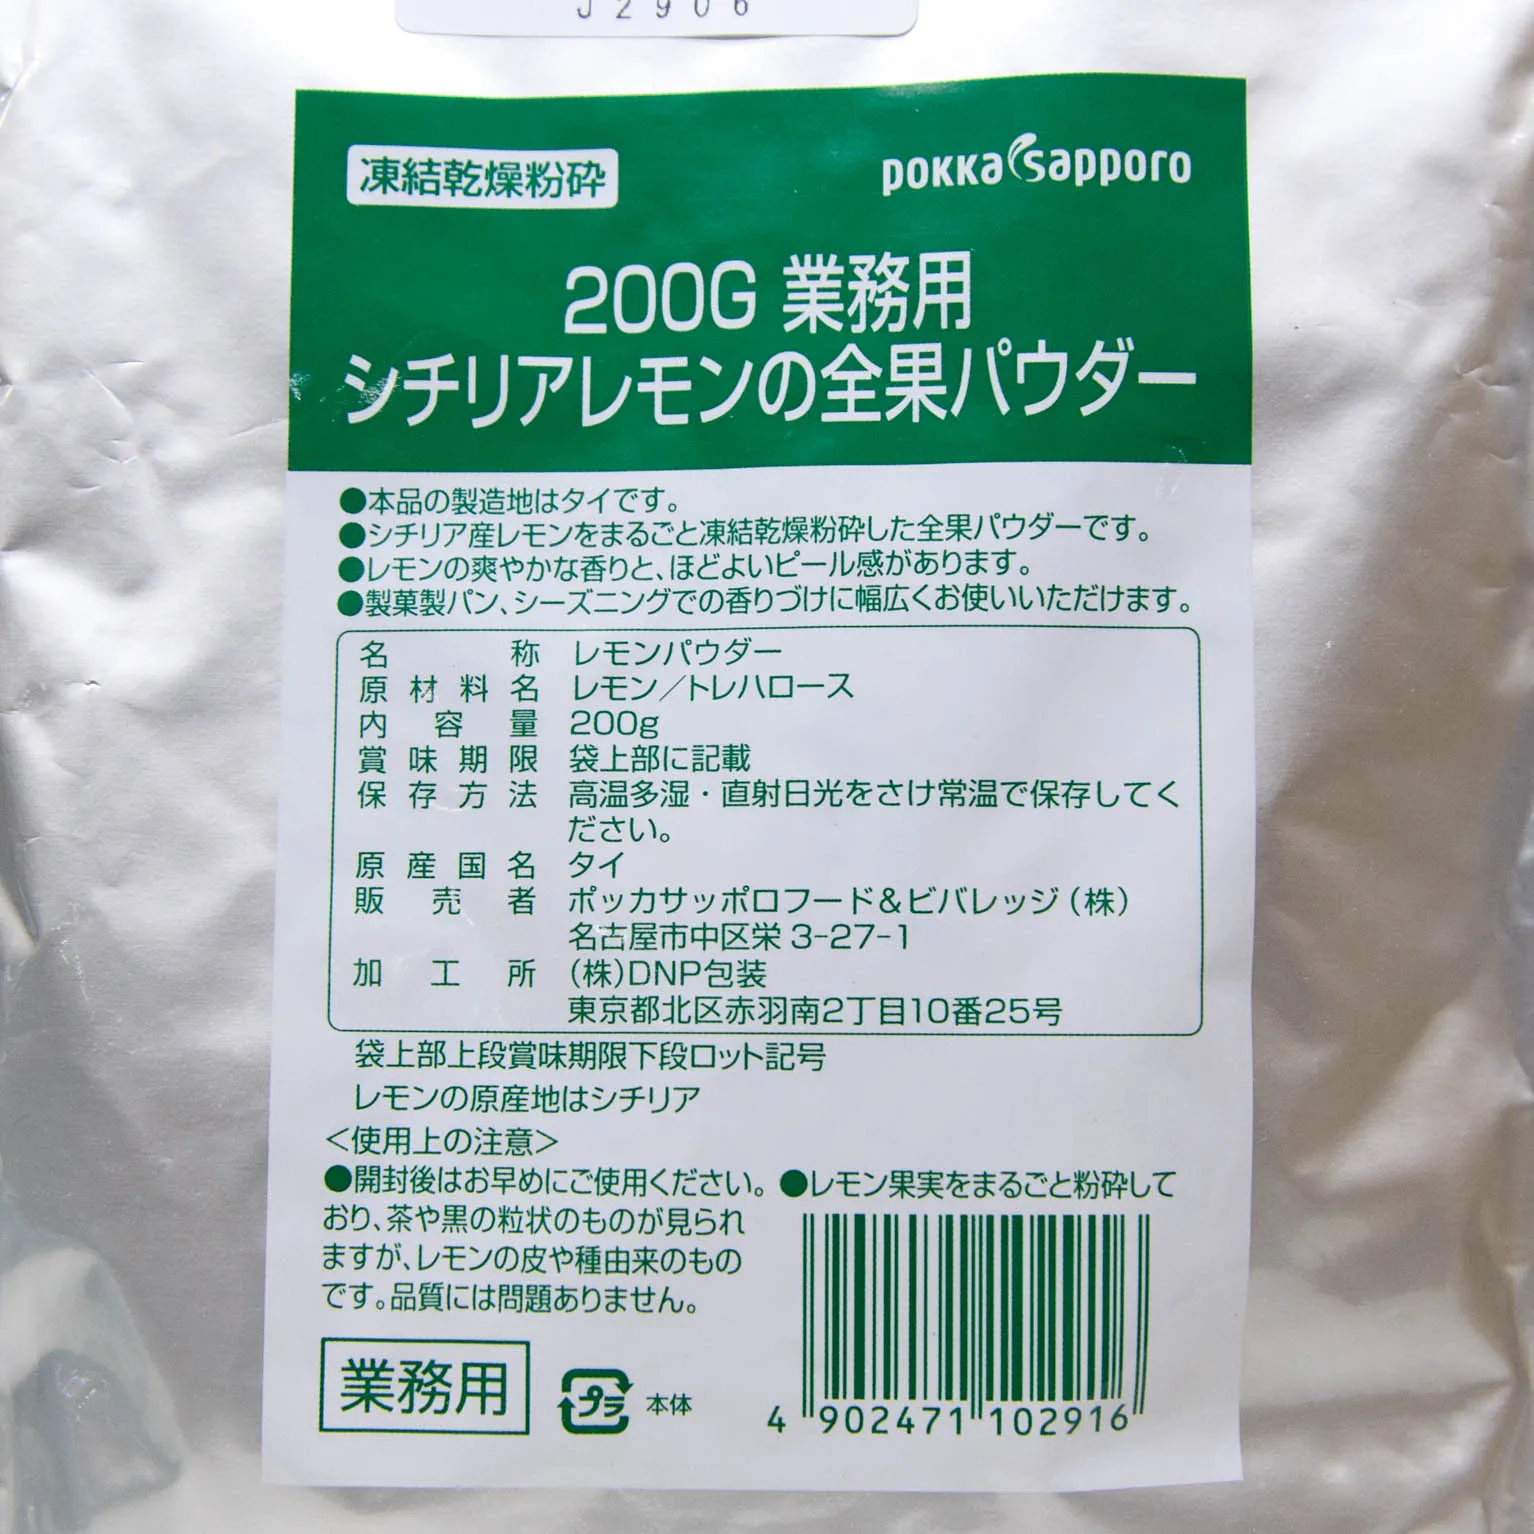 J2906
凍結乾燥粉砕
pokka sapporo
200G 業務用
シチリアレモンの全果パウダー
●本品の製造地はタイです。
●シチリア産レモンをまるごと凍結乾燥粉砕した全果パウダーです。
●レモンの爽やかな香りと、ほどよいピール感があります。
●製菓製パン、シーズニングでの香りづけに幅広くお使いいただけます。
名称 レモンパウダー
原材料名 レモン／トレハロース
内容量 200g
賞味期限 袋上部に記載
保存方法 高温多湿・直射日光をさけ常温で保存してく
ださい。
原産国名 タイ
販売者 ポッカサッポロフード＆ビバレッジ（株）
名古屋市中区栄3-27-1
加工所 (株)DNP包装
東京都北区赤羽南2丁目10番25号
袋上部上段賞味期限下段ロット記号
レモンの原産地はシチリア
＜使用上の注意＞
●開封後はお早めにご使用ください。●レモン果実をまるごと粉砕して
おり、茶や黒の粒状のものが見られ
ますが、レモンの皮や種由来のもの
です。品質には問題ありません。
業務用
プラ 本体
4 902471 102916